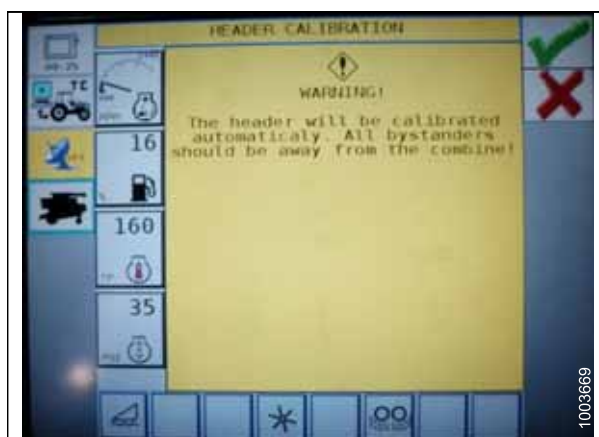 HEADER CALIBRATION
WARNING!
The header will be calibrated
automaticaly. All bystanders
should be away from the combine!
TC
16
160
35
1003669